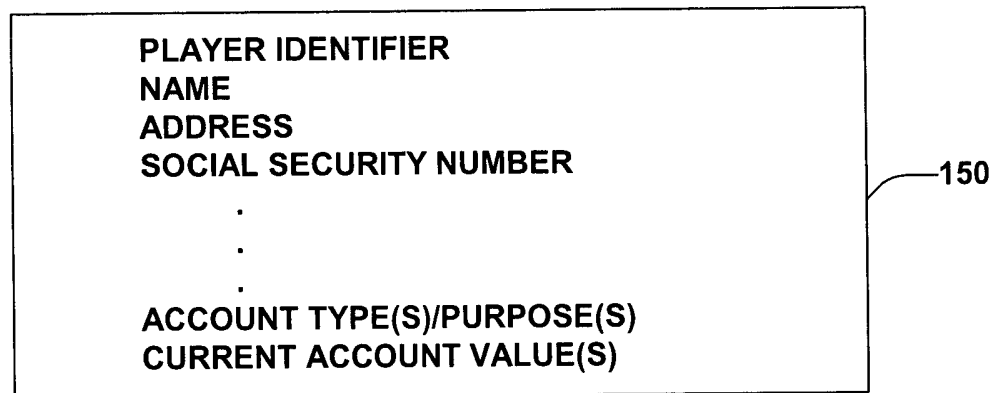 PLAYER IDENTIFIER
NAME
ADDRESS
SOCIAL SECURITY NUMBER
.
.
.
ACCOUNT TYPE(S)/PURPOSE(S)
CURRENT ACCOUNT VALUE(S)
150